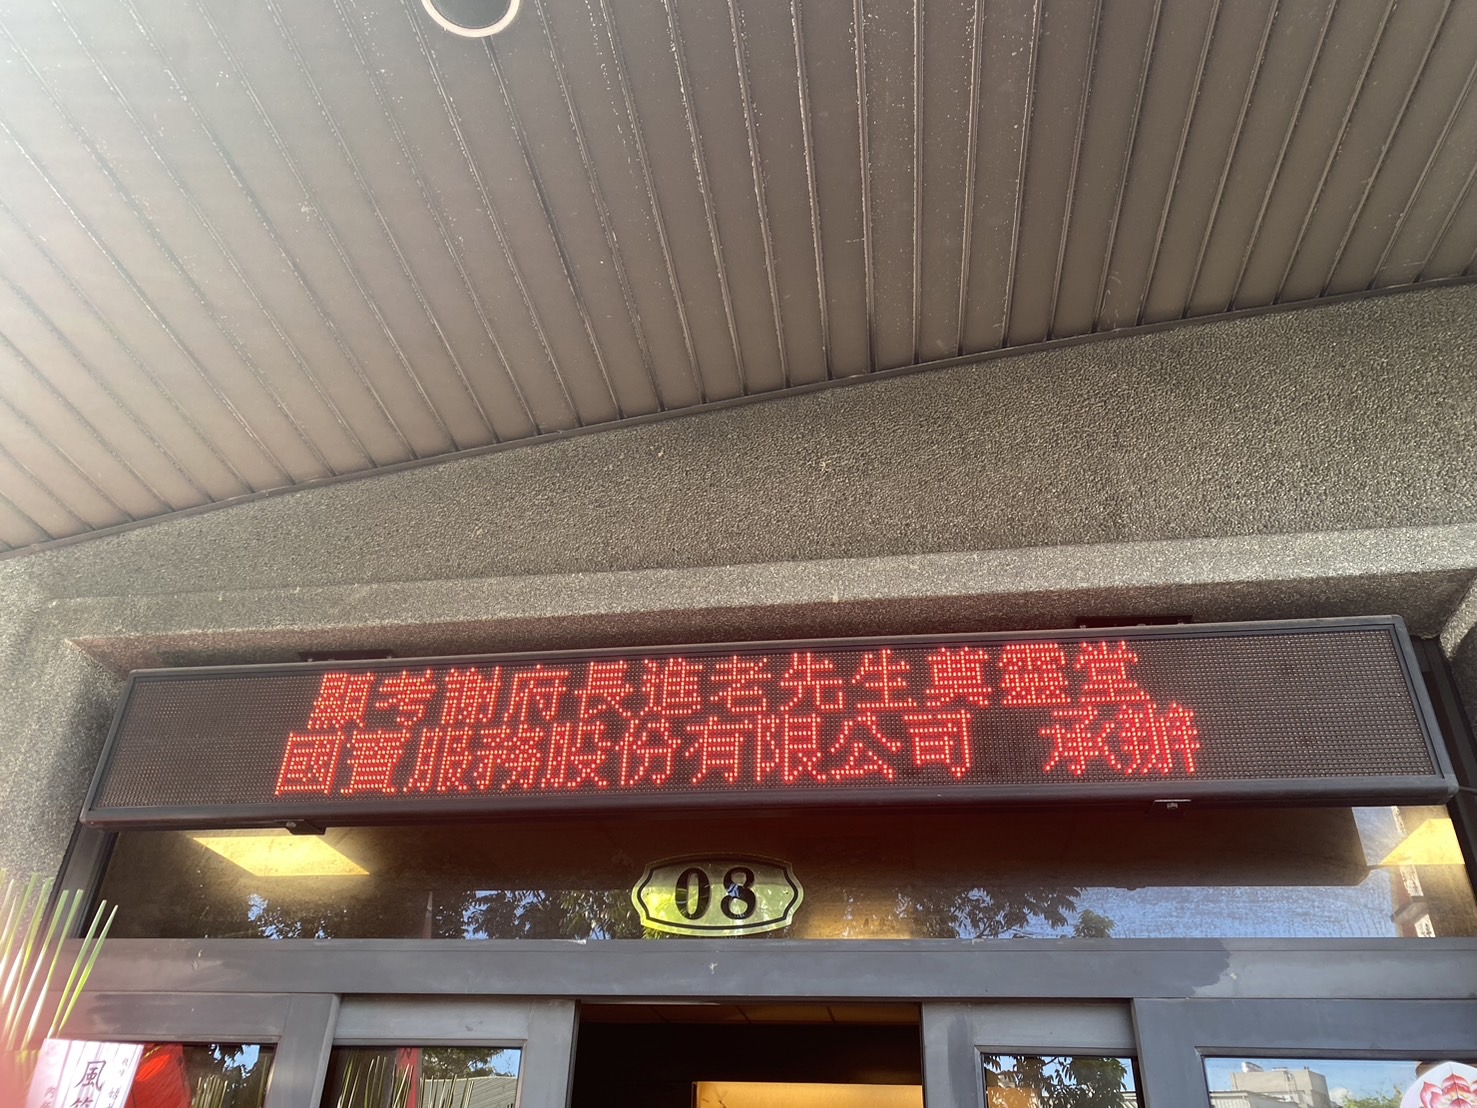 顯考謝府長進老先生奠靈堂
國寶服務股份有限公司 承辦
08
風